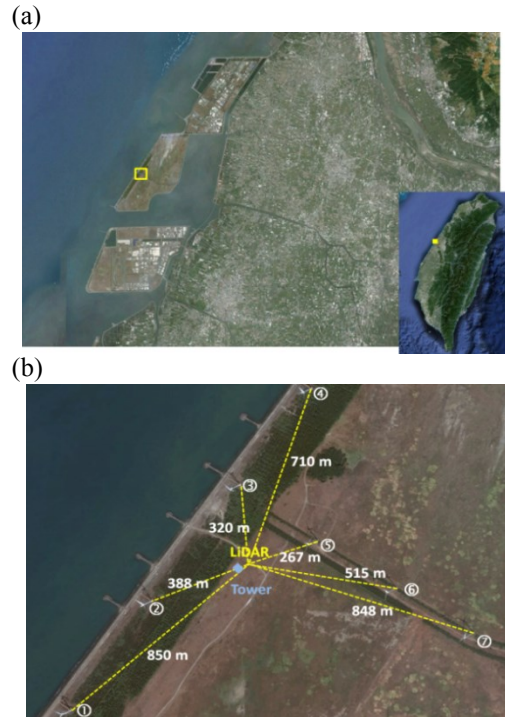 (a)
(b)
④
710 m
③
320 m
LiDAR
⑤
267 m
388 m
515 m
②
Tower
⑥
848 m
850 m
⑦
①